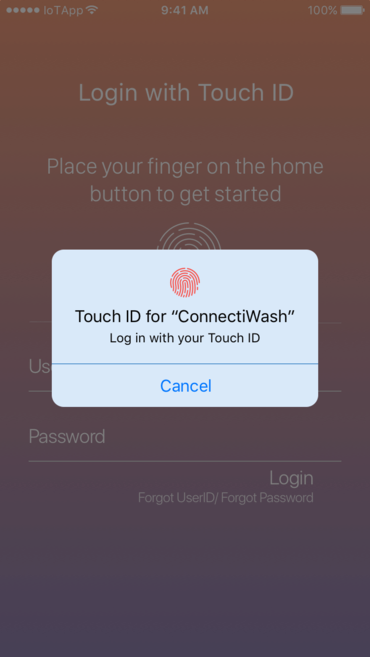 IoTApp 9:41 AM 100%
Login with Touch ID
Place your finger on the home
button to get started
Touch ID for “ConnectiWash”
Log in with your Touch ID
Us
Cancel
Password
Login
Forgot UserID/ Forgot Password